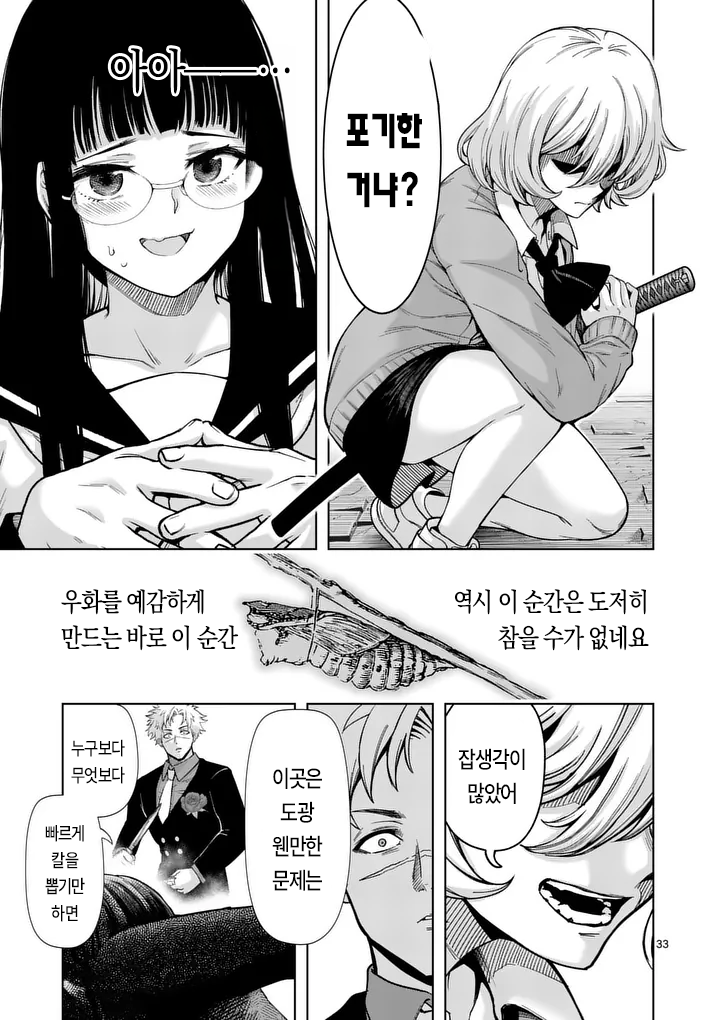 포기한
거냐?
아아——…
역시 이 순간은 도저히
참을 수가 없네요
우화를 예감하게
만드는 바로 이 순간
잡생각이
많았어
이곳은
도광
웬만한
문제는
누구보다
무엇보다
빠르게
칼을
뽑기만
하면
33